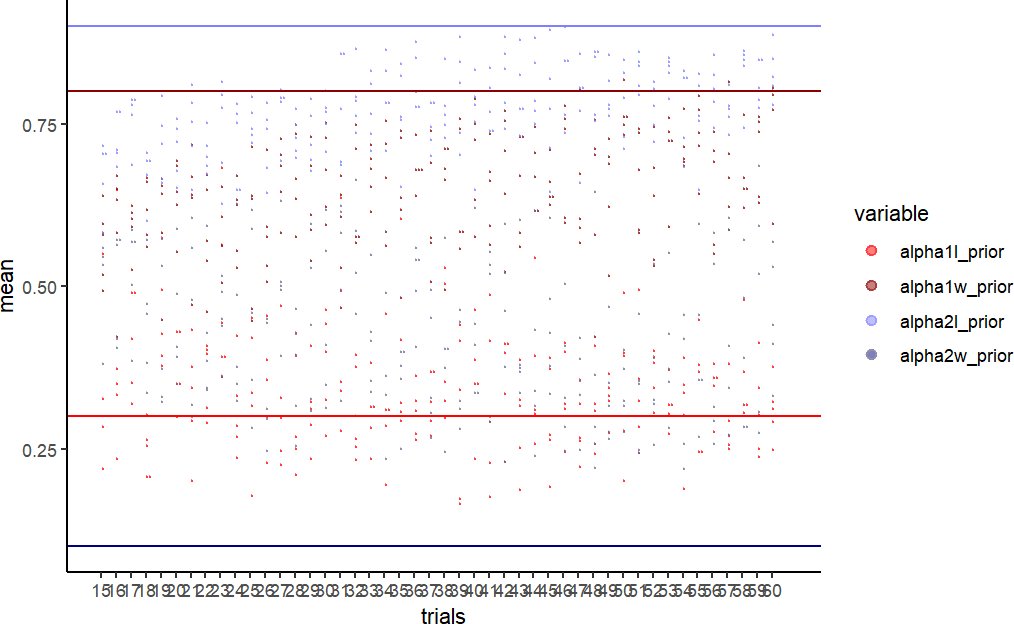 mean
0.75
0.50
0.25
15 16 17 18 19 20 21 22 23 24 25 26 27 28 29 30 31 32 33 34 35 36 37 38 39 40 41 42 43 44 45 46 47 48 49 50 51 52 53 54 55 56 57 58 59 60
trials
variable
alpha1l_prior
alpha1w_prior
alpha2l_prior
alpha2w_prior